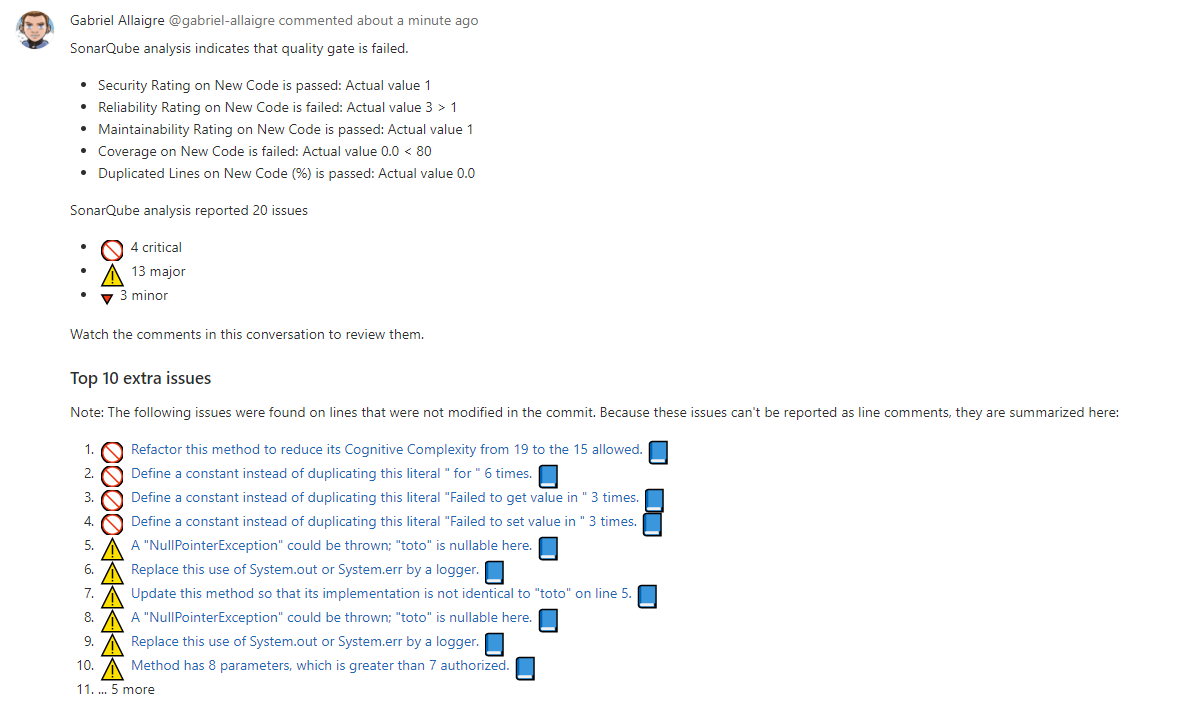 Gabriel Allaigre @gabriel-allaigre commented about a minute ago
SonarQube analysis indicates that quality gate is failed.
Security Rating on New Code is passed: Actual value 1
Reliability Rating on New Code is failed: Actual value 3 > 1
Maintainability Rating on New Code is passed: Actual value 1
Coverage on New Code is failed: Actual value 0.0 < 80
Duplicated Lines on New Code (%) is passed: Actual value 0.0
SonarQube analysis reported 20 issues
4 critical
13 major
3 minor
Watch the comments in this conversation to review them.
Top 10 extra issues
Note: The following issues were found on lines that were not modified in the commit. Because these issues can't be reported as line comments, they are summarized here:
1. Refactor this method to reduce its Cognitive Complexity from 19 to the 15 allowed.
2. Define a constant instead of duplicating this literal " for " 6 times.
3. Define a constant instead of duplicating this literal "Failed to get value in " 3 times.
4. Define a constant instead of duplicating this literal "Failed to set value in " 3 times.
5. A "NullPointerException" could be thrown; "toto" is nullable here.
6. Replace this use of System.out or System.err by a logger.
7. Update this method so that its implementation is not identical to "toto" on line 5.
8. A "NullPointerException" could be thrown; "toto" is nullable here.
9. Replace this use of System.out or System.err by a logger.
10. Method has 8 parameters, which is greater than 7 authorized.
11. ... 5 more